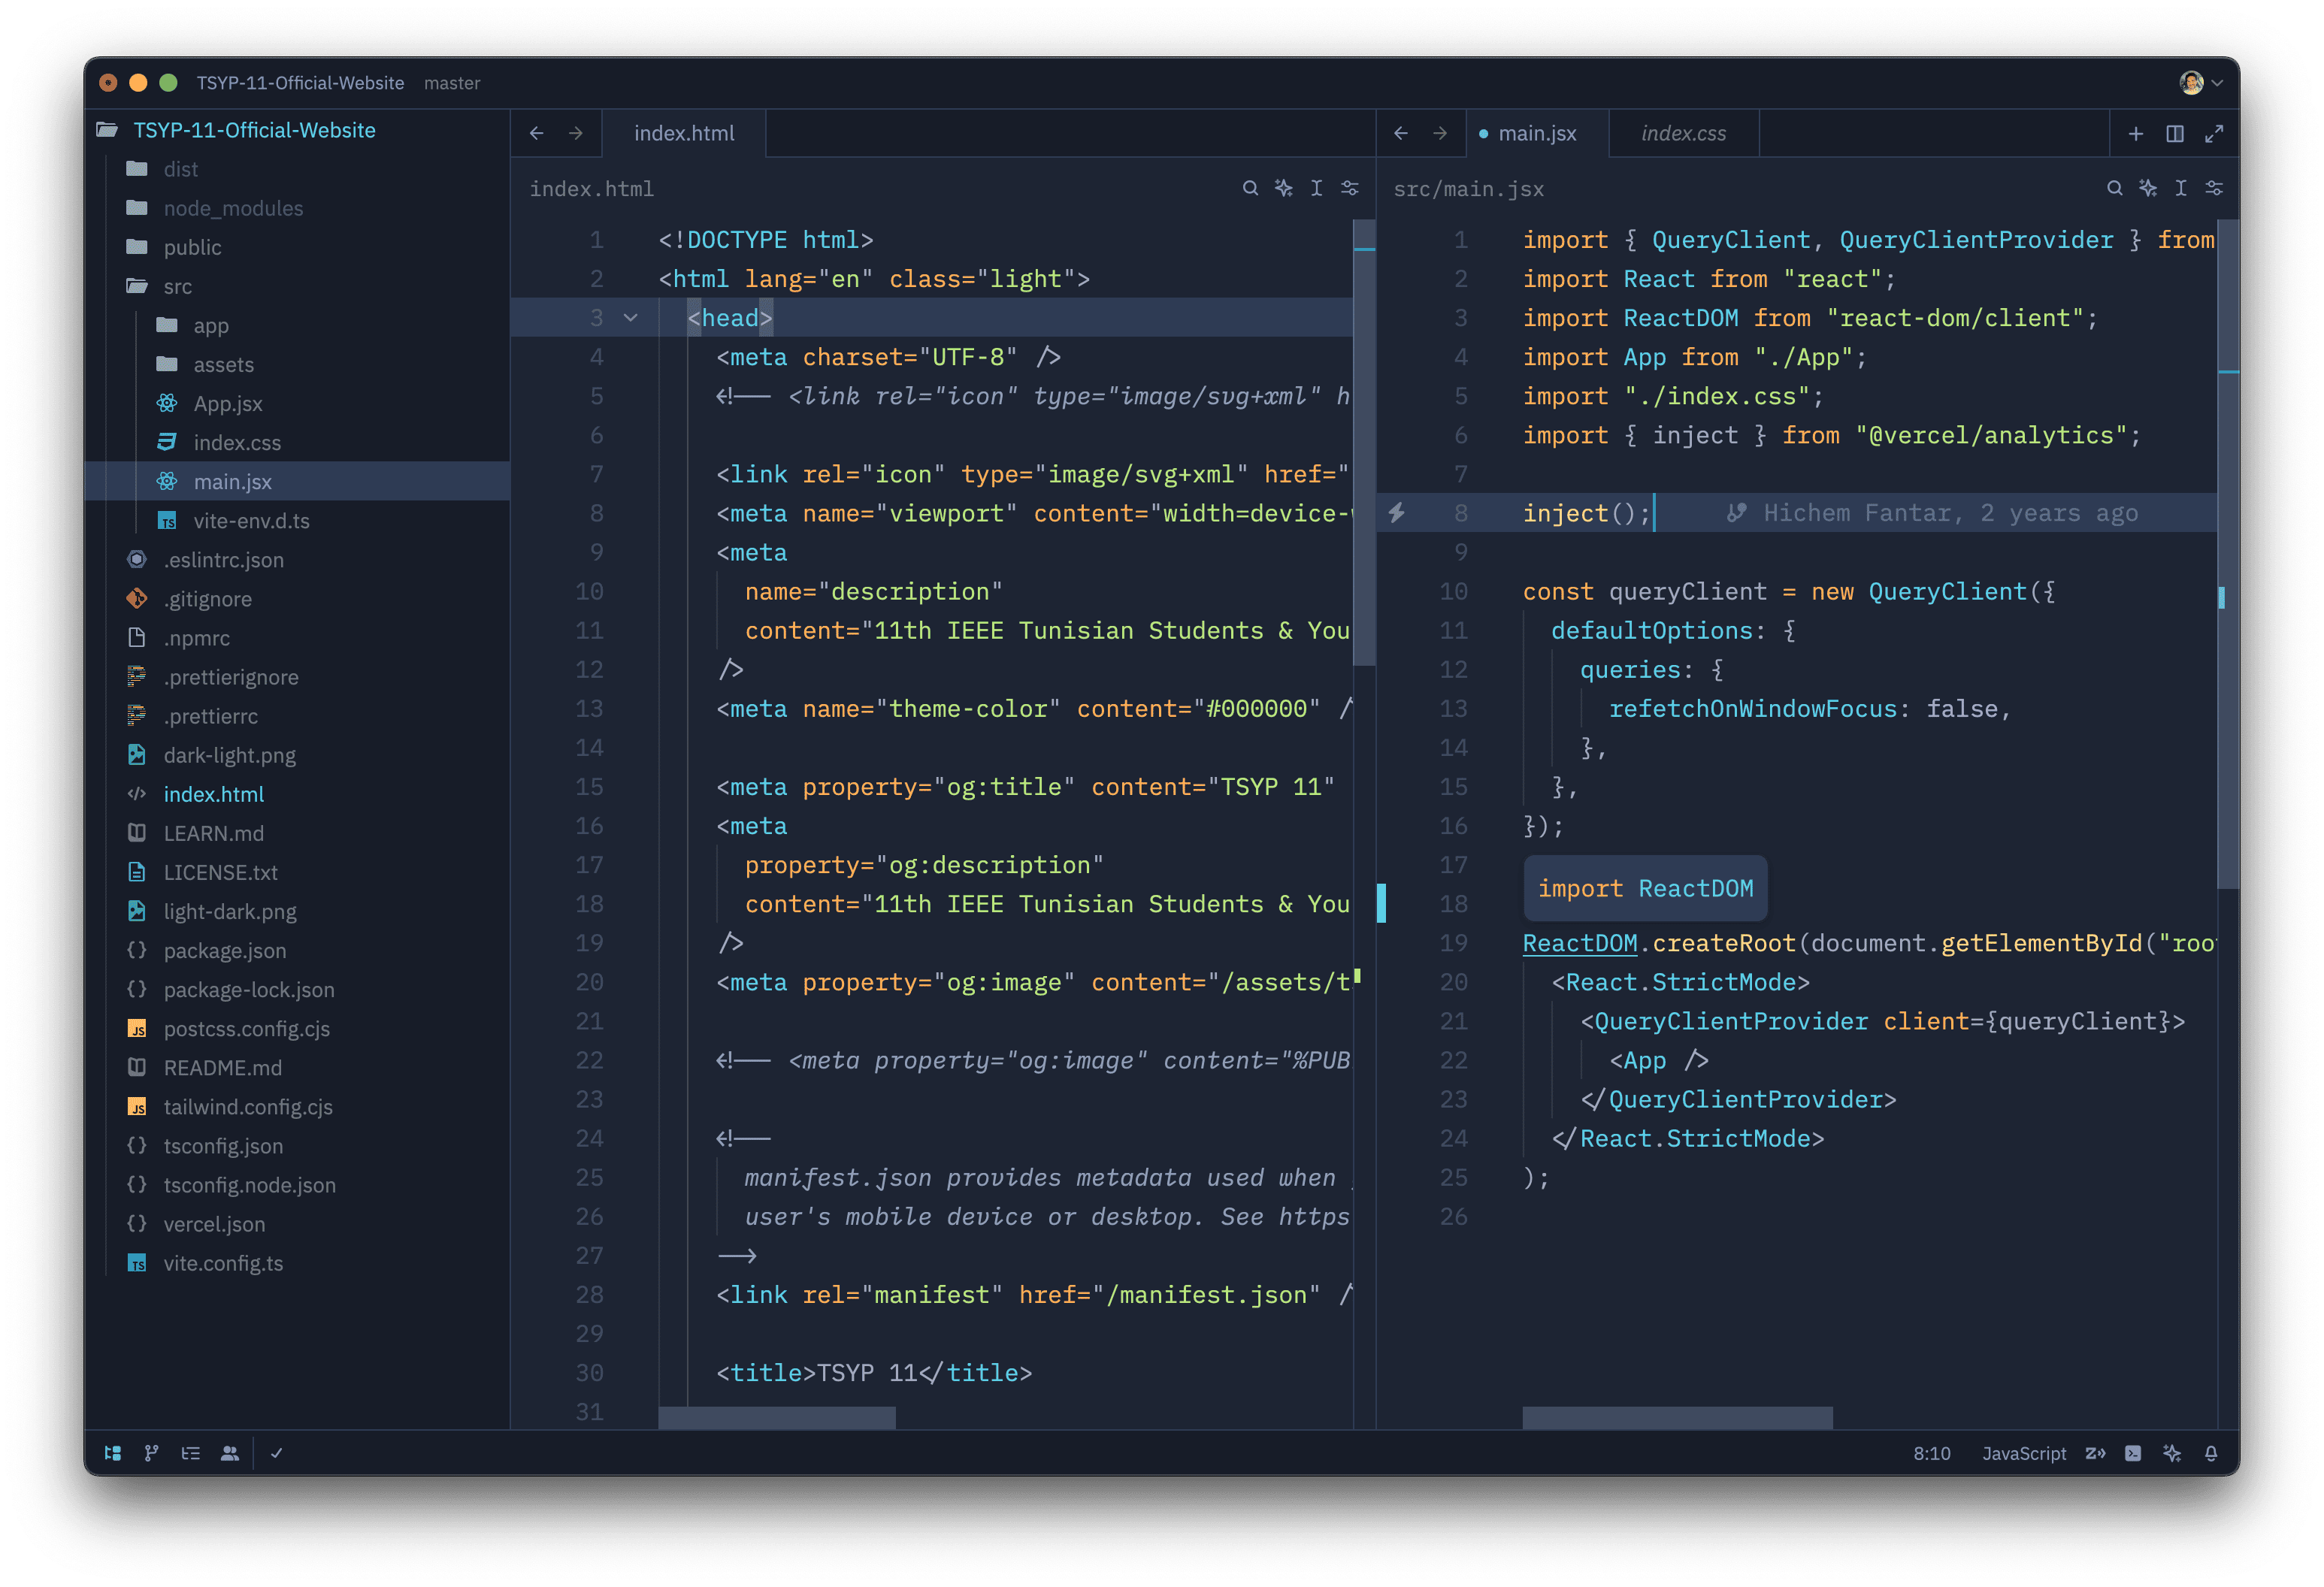 TSYP-11-Official-Website master
TSYP-11-Official-Website
dist
node_modules
public
src
app
assets
App.jsx
index.css
main.jsx
TS vite-env.d.ts
.eslintrc.json
.gitignore
.npmrc
.prettierignore
.prettierrc
dark-light.png
index.html
LEARN.md
LICENSE.txt
light-dark.png
package.json
package-lock.json
JS postcss.config.cjs
README.md
JS tailwind.config.cjs
tsconfig.json
tsconfig.node.json
vercel.json
TS vite.config.ts
index.html
index.html
1 <!DOCTYPE html>
2 <html lang="en" class="light">
3 <head>
4 <meta charset="UTF-8" />
5 <!-- <link rel="icon" type="image/svg+xml" h
6
7 <link rel="icon" type="image/svg+xml" href="
8 <meta name="viewport" content="width=device-
9 <meta
10 name="description"
11 content="11th IEEE Tunisian Students & You
12 />
13 <meta name="theme-color" content="#000000" /
14
15 <meta property="og:title" content="TSYP 11"
16 <meta
17 property="og:description"
18 content="11th IEEE Tunisian Students & You
19 />
20 <meta property="og:image" content="/assets/t
21
22 <!-- <meta property="og:image" content="%PUB
23
24 <!--
25 manifest.json provides metadata used when
26 user's mobile device or desktop. See https
27 -->
28 <link rel="manifest" href="/manifest.json" /
29
30 <title>TSYP 11</title>
31
main.jsx index.css
src/main.jsx
1 import { QueryClient, QueryClientProvider } from
2 import React from "react";
3 import ReactDOM from "react-dom/client";
4 import App from "./App";
5 import "./index.css";
6 import { inject } from "@vercel/analytics";
7
8 inject(); Hichem Fantar, 2 years ago
9
10 const queryClient = new QueryClient({
11 defaultOptions: {
12 queries: {
13 refetchOnWindowFocus: false,
14 },
15 },
16 });
17
import ReactDOM
18
19 ReactDOM.createRoot(document.getElementById("roo
20 <React.StrictMode>
21 <QueryClientProvider client={queryClient}>
22 <App />
23 </QueryClientProvider>
24 </React.StrictMode>
25 );
26
8:10 JavaScript